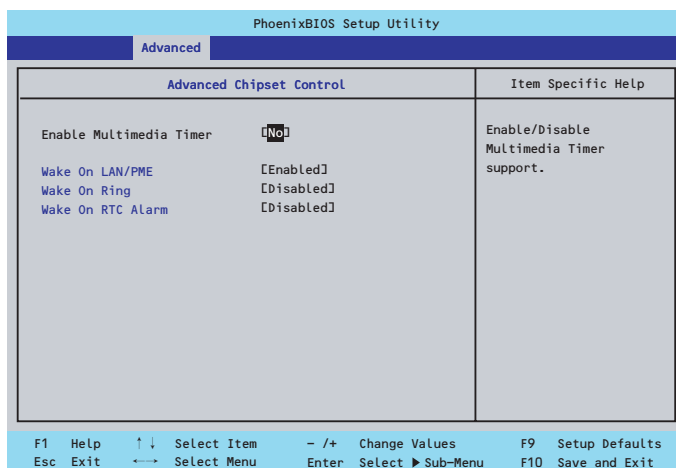 PhoenixBIOS Setup Utility
Advanced
Advanced Chipset Control
Item Specific Help
Enable Multimedia Timer [No]
Enable/Disable
Multimedia Timer
support.
Wake On LAN/PME [Enabled]
Wake On Ring [Disabled]
Wake On RTC Alarm [Disabled]
F1 Help ↑↓ Select Item - /+ Change Values F9 Setup Defaults
Esc Exit ←→ Select Menu Enter Select ▶ Sub-Menu F10 Save and Exit